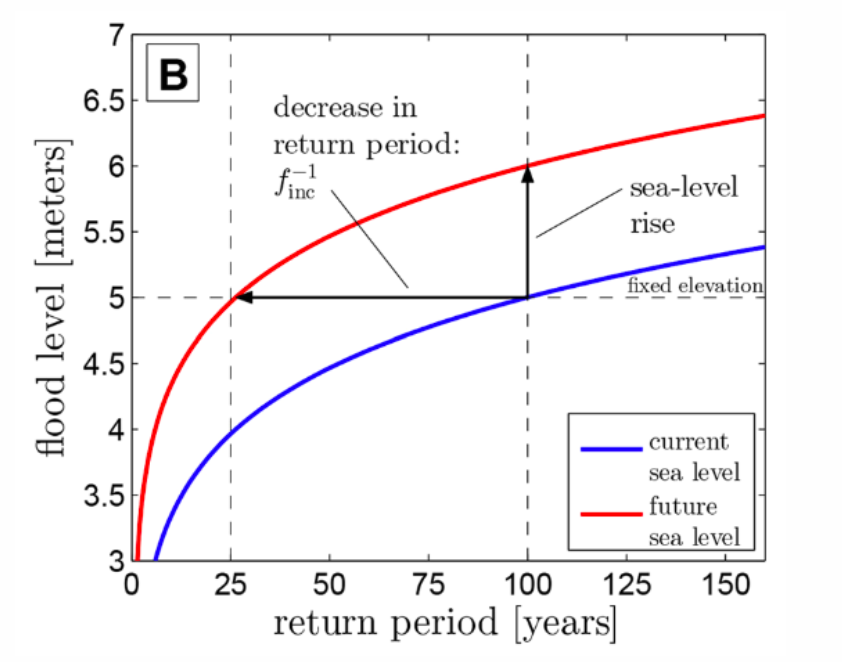 B
flood level [meters]
7
6.5
6
5.5
5
4.5
4
3.5
3
decrease in
return period:
f_inc^−1
sea-level
rise
fixed elevation
current
sea level
future
sea level
0 25 50 75 100 125 150
return period [years]